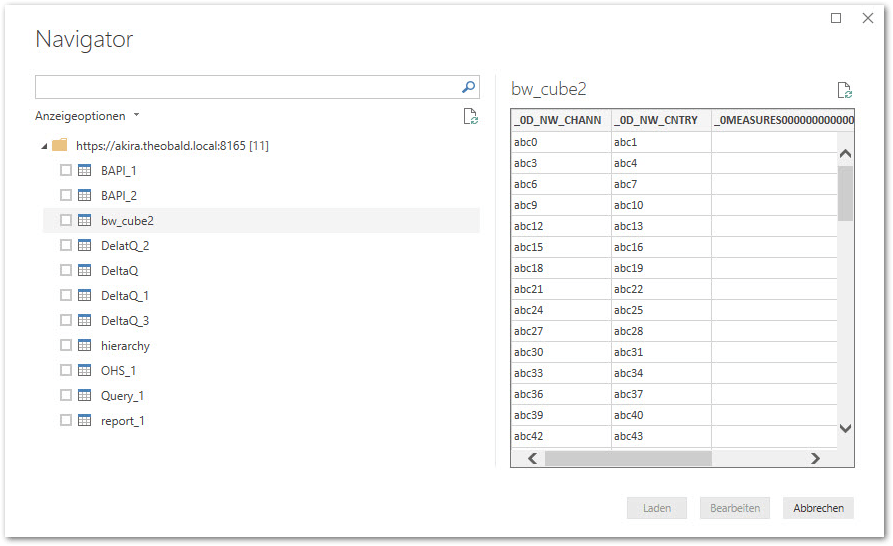 Navigator
Anzeigeoptionen
https://akira.theobald.local:8165 [11]
BAPI_1
BAPI_2
bw_cube2
DelatQ_2
DeltaQ
DeltaQ_1
DeltaQ_3
hierarchy
OHS_1
Query_1
report_1
bw_cube2
_0D_NW_CHANN _0D_NW_CNTRY
abc0 abc1
abc3 abc4
abc6 abc7
abc9 abc10
abc12 abc13
abc15 abc16
abc18 abc19
abc21 abc22
abc24 abc25
abc27 abc28
abc30 abc31
abc33 abc34
abc36 abc37
abc39 abc40
abc42 abc43
Laden Bearbeiten Abbrechen